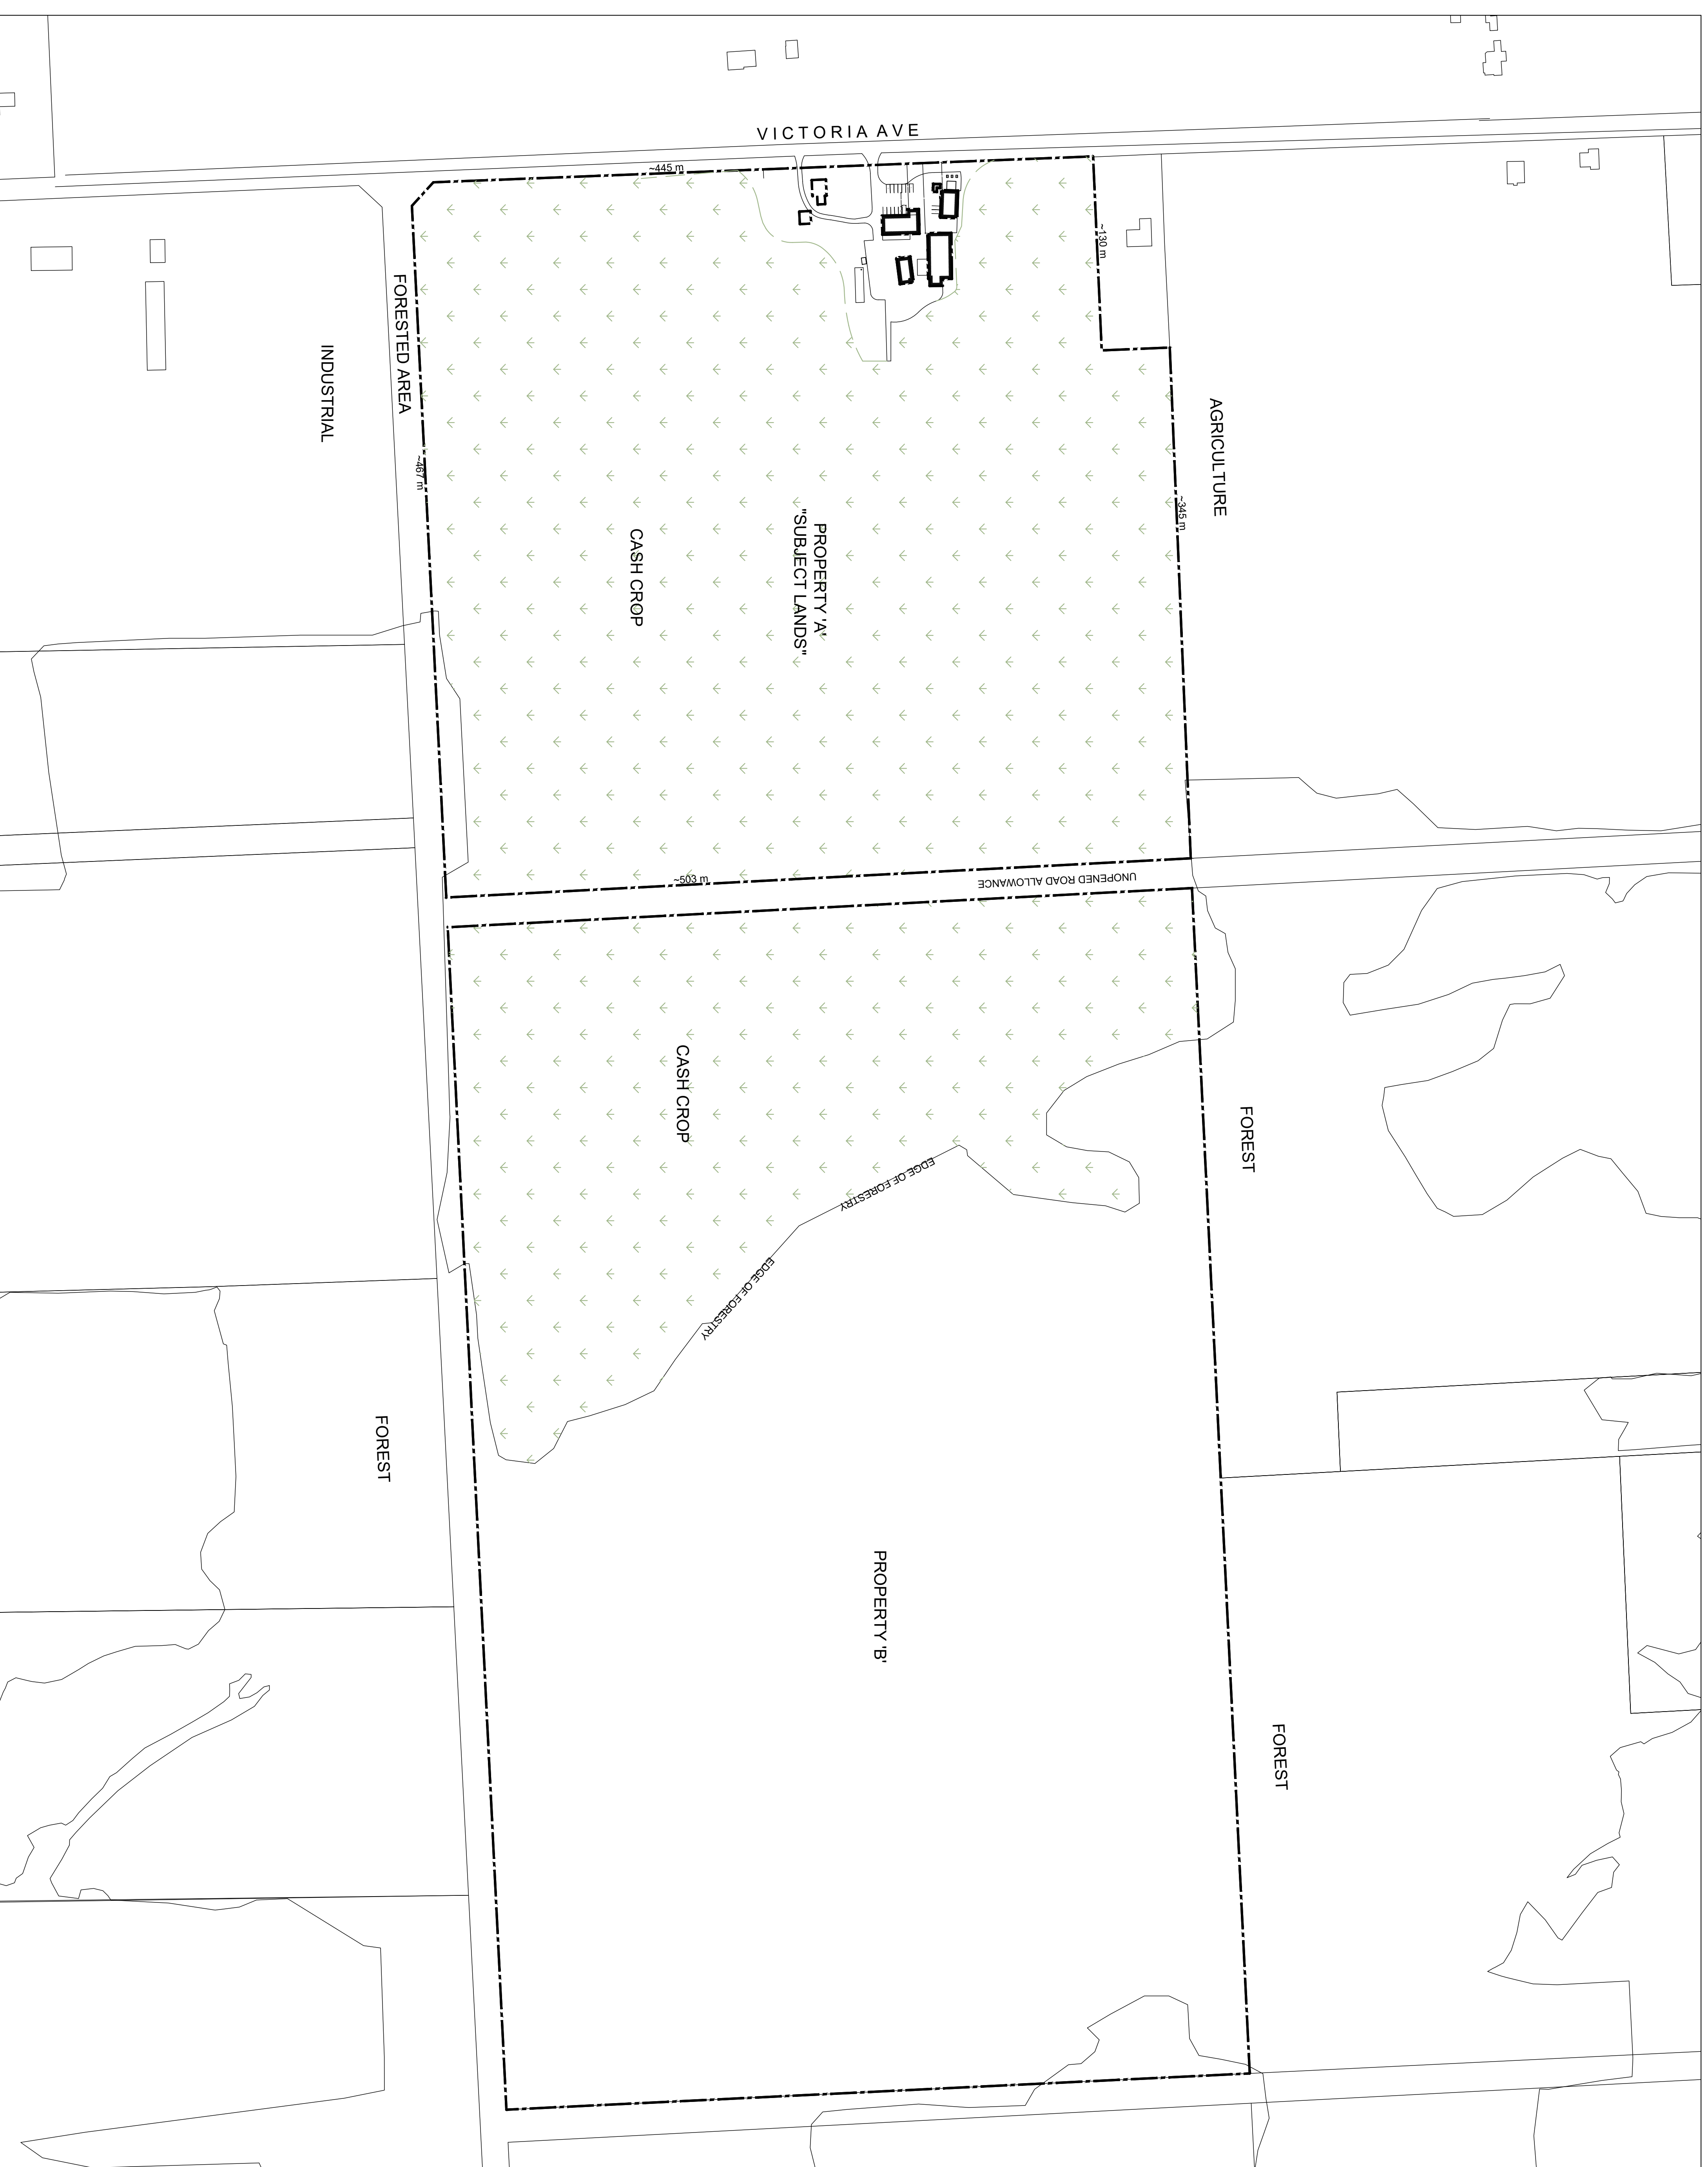 VICTORIA AVE
~445 m
~130 m
FORESTED AREA
INDUSTRIAL
AGRICULTURE
~467 m
~345 m
PROPERTY 'A'
"SUBJECT LANDS"
CASH CROP
~503 m
UNOPENED ROAD ALLOWANCE
CASH CROP
FOREST
EDGE OF FORESTRY
EDGE OF FORESTRY
FOREST
PROPERTY 'B'
FOREST